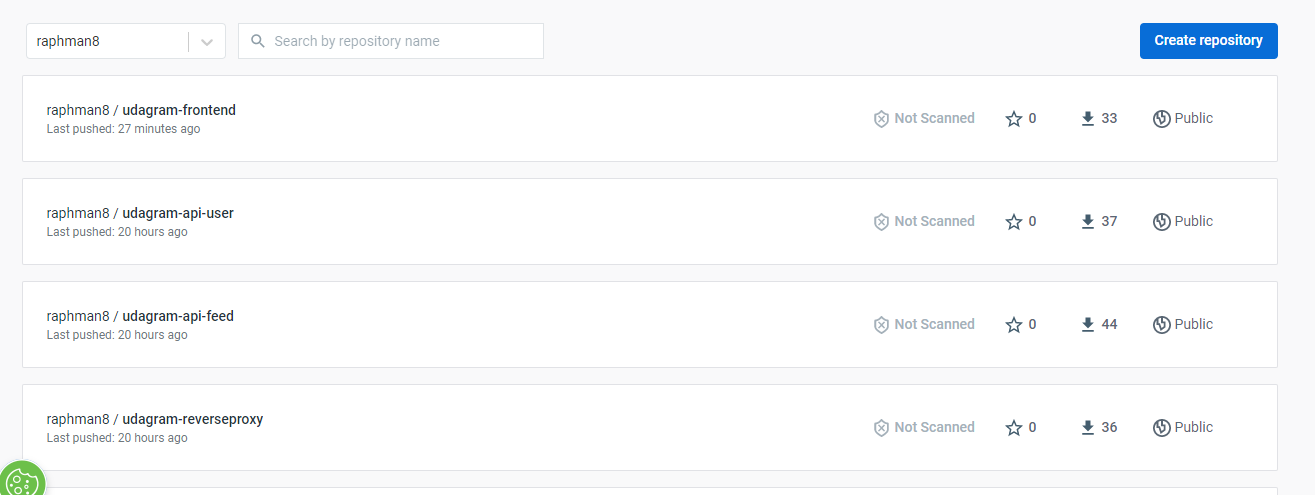 raphman8
Search by repository name
Create repository
raphman8 / udagram-frontend
Last pushed: 27 minutes ago
Not Scanned
0
33
Public
raphman8 / udagram-api-user
Last pushed: 20 hours ago
Not Scanned
0
37
Public
raphman8 / udagram-api-feed
Last pushed: 20 hours ago
Not Scanned
0
44
Public
raphman8 / udagram-reverseproxy
Last pushed: 20 hours ago
Not Scanned
0
36
Public